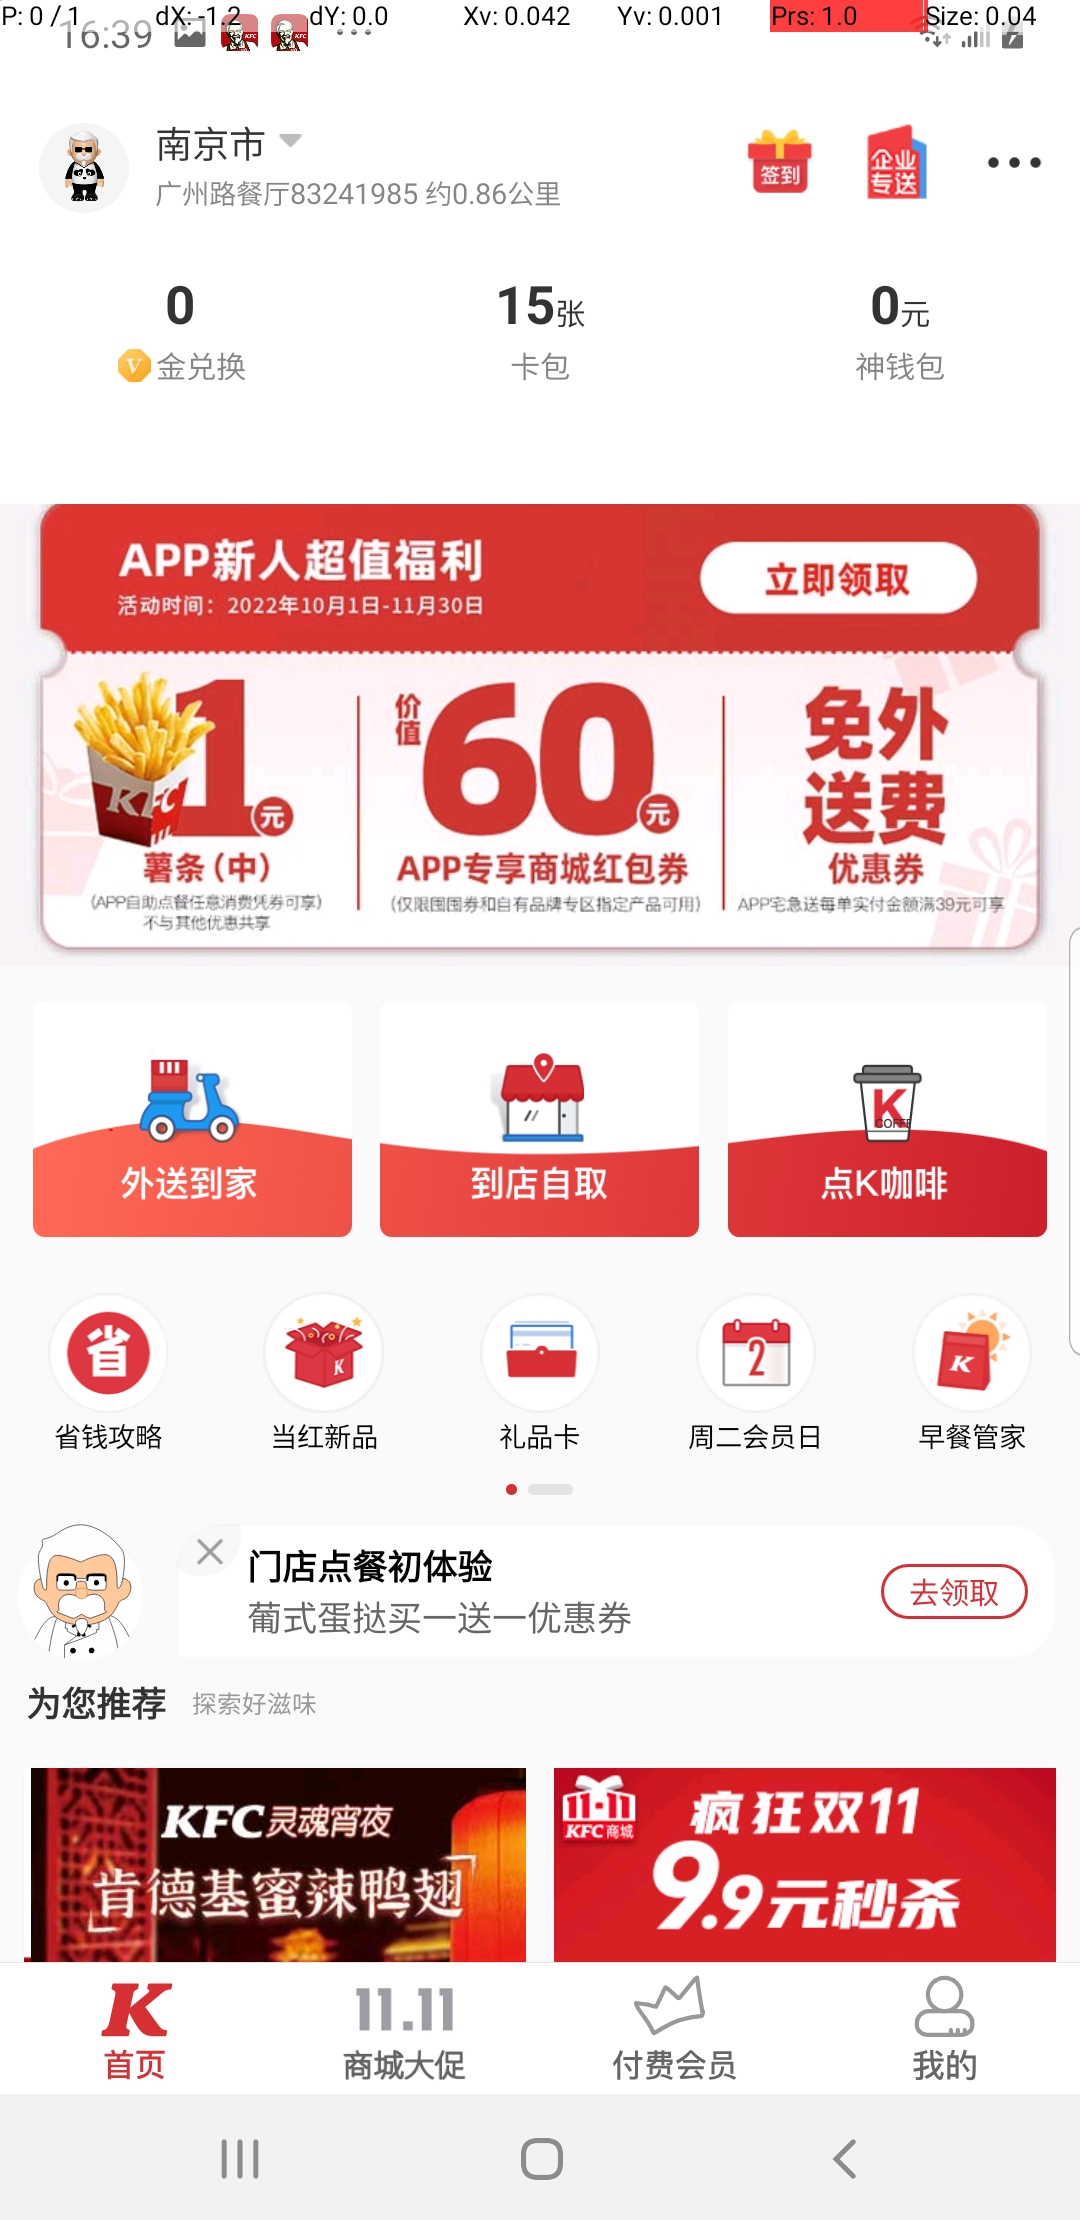 P: 0 / 1 dX: -1.2 dY: 0.0 Xv: 0.042 Yv: 0.001 Prs: 1.0 Size: 0.04
16:39
南京市
广州路餐厅83241985 约0.86公里
签到
企业
专送
0
15张
0元
V 金兑换
卡包
神钱包
APP新人超值福利
活动时间：2022年10月1日-11月30日
立即领取
1元
KFC
薯条（中）
(APP自助点餐任意消费凭券可享)
不与其他优惠共享
价值60元
APP专享商城红包券
(仅限囤囤券和自有品牌专区指定产品可用)
免外
送费
优惠券
APP宅急送每单实付金额满39元可享
外送到家
到店自取
K
COFFE
点K咖啡
省
省钱攻略
K
当红新品
礼品卡
2
周二会员日
K
早餐管家
门店点餐初体验
葡式蛋挞买一送一优惠券
去领取
为您推荐 探索好滋味
KFC灵魂宵夜
肯德基蜜辣鸭翅
11·11
KFC商城
疯狂双11
9.9元秒杀
K
首页
11.11
商城大促
付费会员
我的